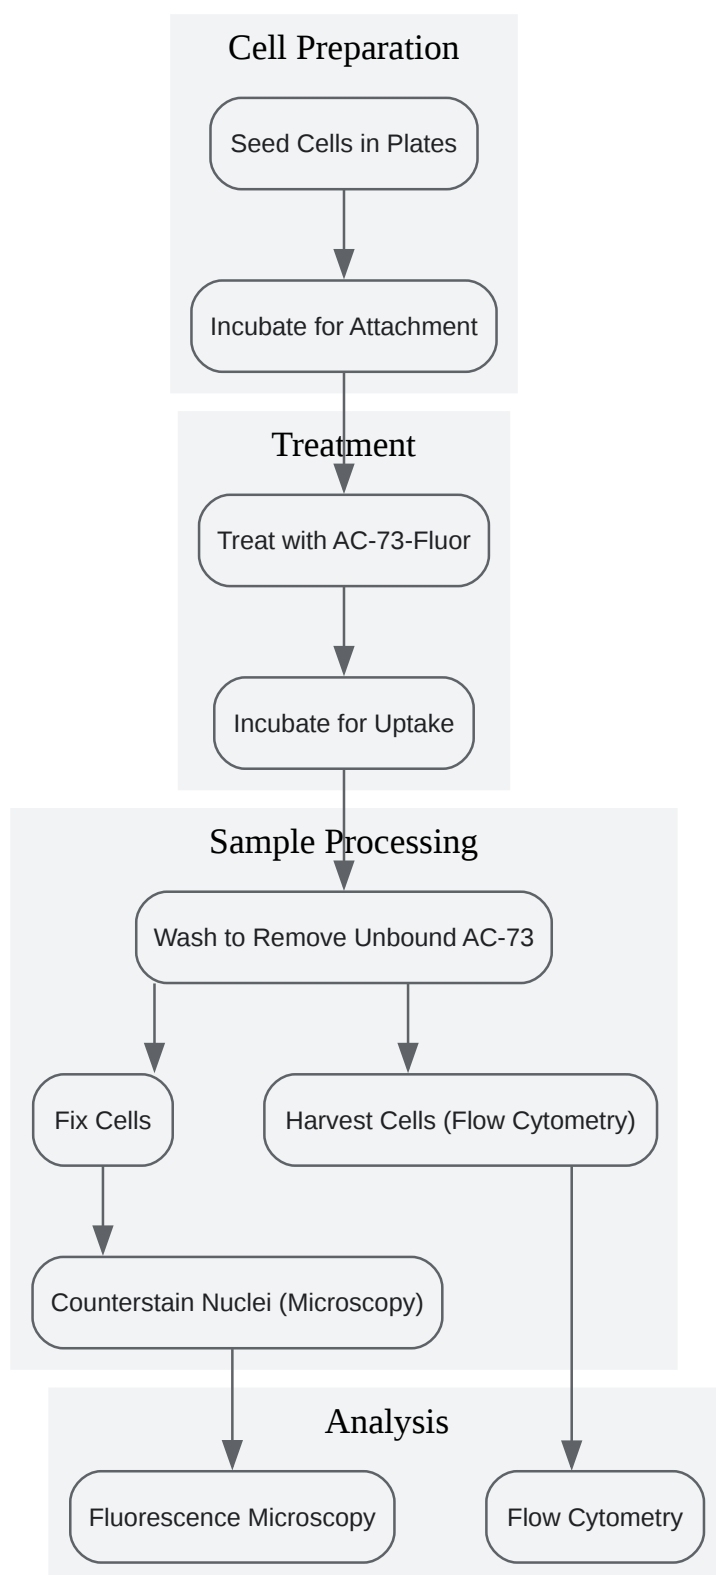 Cell Preparation
Seed Cells in Plates
Incubate for Attachment
Treatment
Treat with AC-73-Fluor
Incubate for Uptake
Sample Processing
Wash to Remove Unbound AC-73
Fix Cells
Harvest Cells (Flow Cytometry)
Counterstain Nuclei (Microscopy)
Analysis
Fluorescence Microscopy
Flow Cytometry